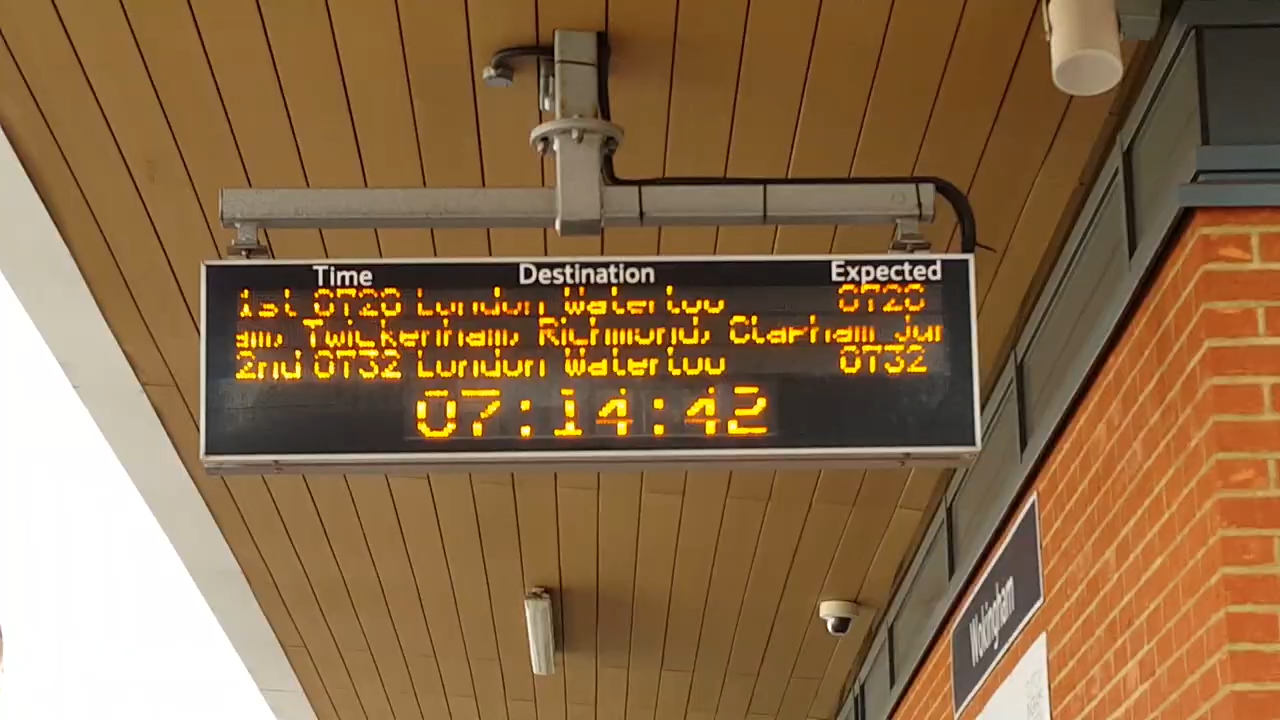 Time Destination Expected
1st 0720 London Waterloo 0720
am, Twickenham, Richmond, Clapham Jun
2nd 0732 London Waterloo 0732
07:14:42
Wokingham